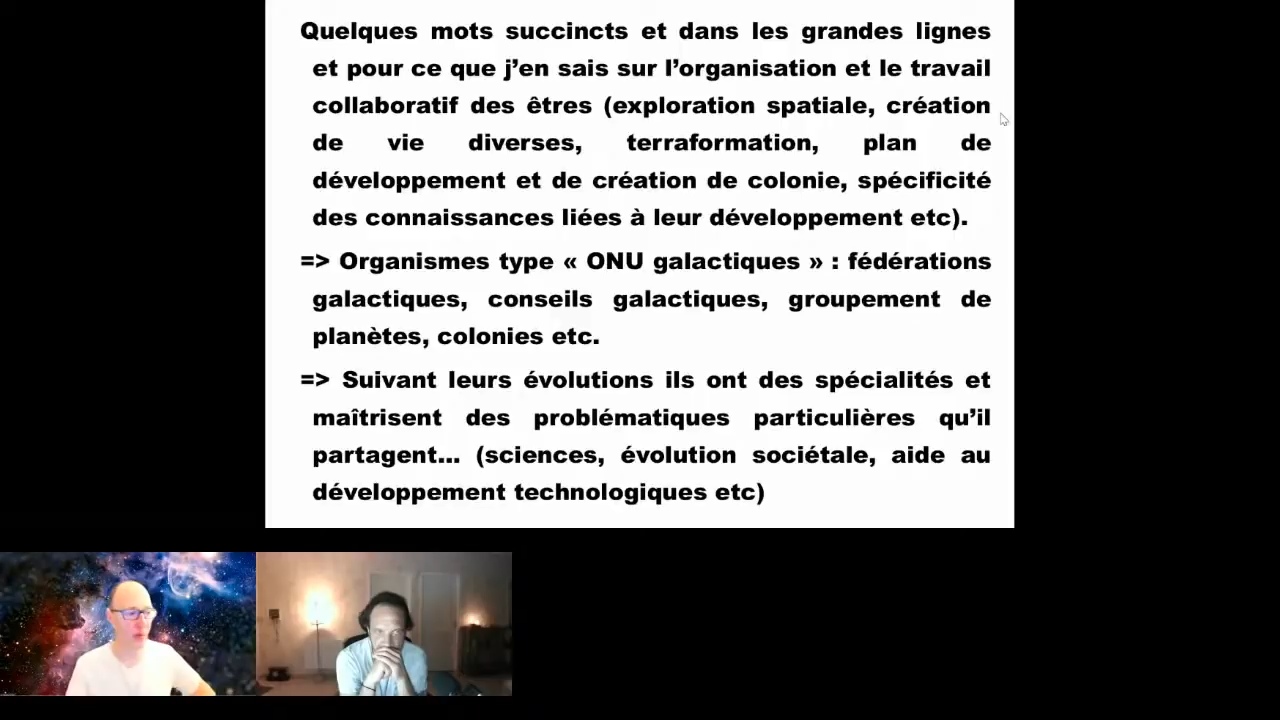 Quelques mots succincts et dans les grandes lignes
et pour ce que j’en sais sur l’organisation et le travail
collaboratif des êtres (exploration spatiale, création
de vie diverses, terraformation, plan de
développement et de création de colonie, spécificité
des connaissances liées à leur développement etc).
=> Organismes type « ONU galactiques » : fédérations
galactiques, conseils galactiques, groupement de
planètes, colonies etc.
=> Suivant leurs évolutions ils ont des spécialités et
maîtrisent des problématiques particulières qu’il
partagent... (sciences, évolution sociétale, aide au
développement technologiques etc)